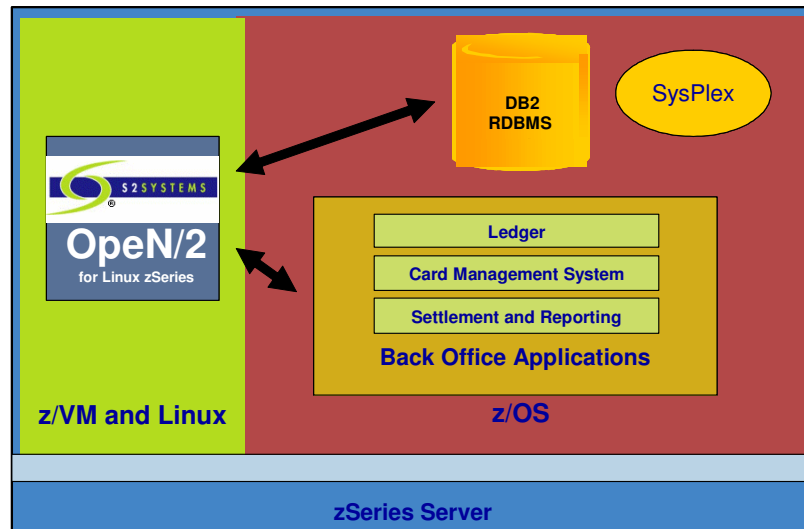 S2SYSTEMS
®
OpeN/2
for Linux zSeries
z/VM and Linux
DB2
RDBMS
SysPlex
Ledger
Card Management System
Settlement and Reporting
Back Office Applications
z/OS
zSeries Server